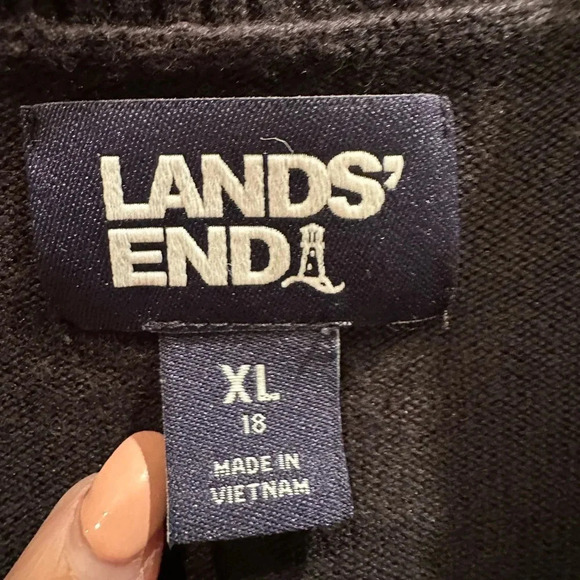 LANDS'
END
XL
18
MADE IN
VIETNAM